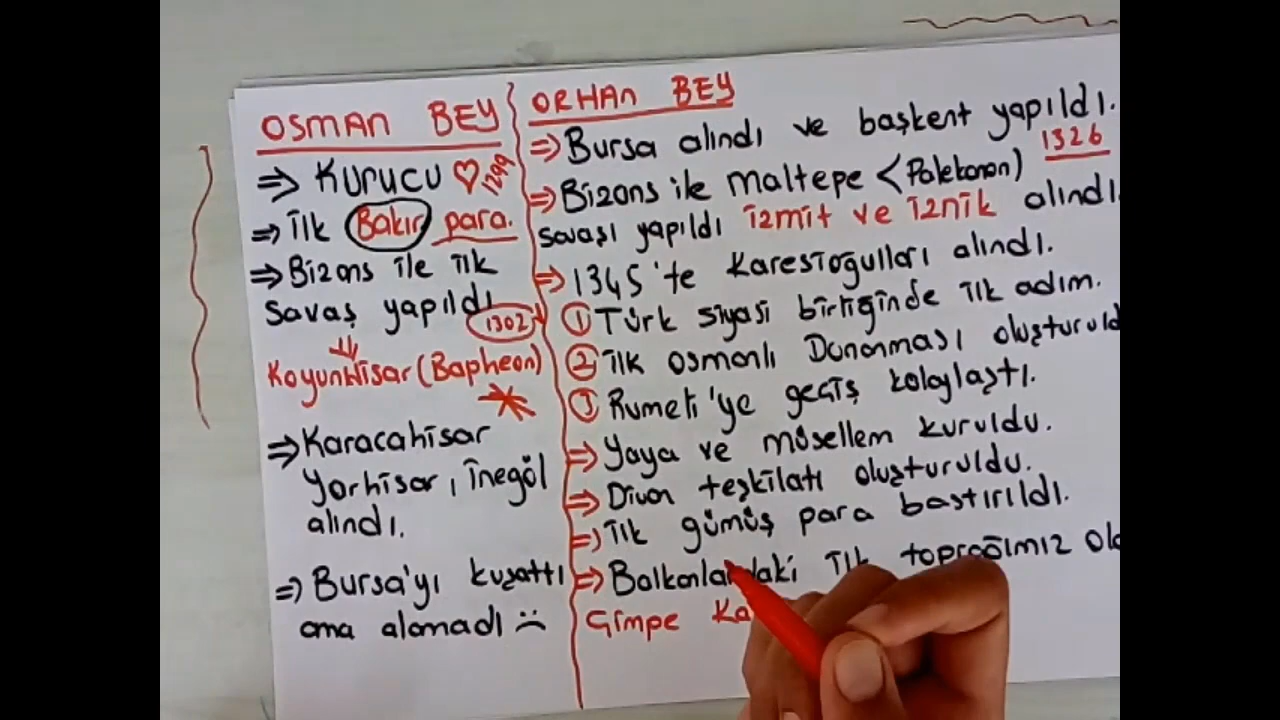 OSMAN BEY
⇒ Kurucu ♡ 1299
⇒ İlk Bakır para.
⇒ Bizans ile ilk
savaş yapıldı
1302
Koyunhisar (Bapheon)
⇒ Karacahisar
Yarhisar, İnegöl
alındı.
⇒ Bursa'yı kuşattı
ama alamadı
ORHAN BEY
⇒ Bursa alındı ve başkent yapıldı.
1326
⇒ Bizans ile Maltepe (Palekanon)
savaşı yapıldı İzmit ve İznik alındı.
⇒ 1345'te Karesioğulları alındı.
① Türk siyasi birliğinde ilk adım.
② İlk Osmanlı Donanması oluşturuld
③ Rumeli'ye geçiş kolaylaştı.
⇒ Yaya ve müsellem kuruldu.
⇒ Divan teşkilatı oluşturuldu.
⇒ İlk gümüş para bastırıldı.
⇒ Balkanlardaki ilk toprağımız ola
Çimpe Ka